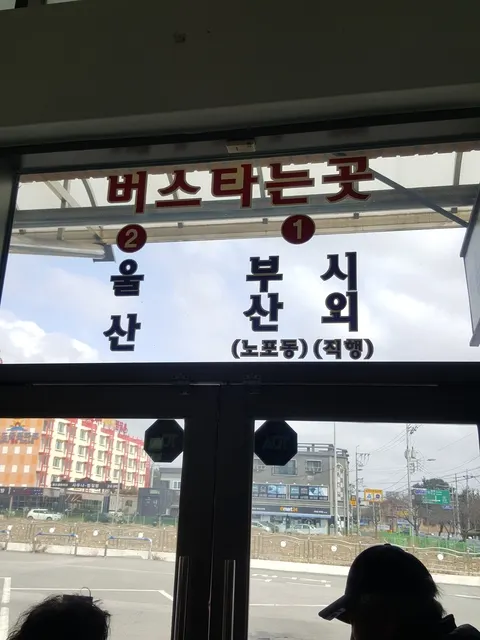 버스타는곳
② ①
울산 부산 시외
(노포동) (직행)